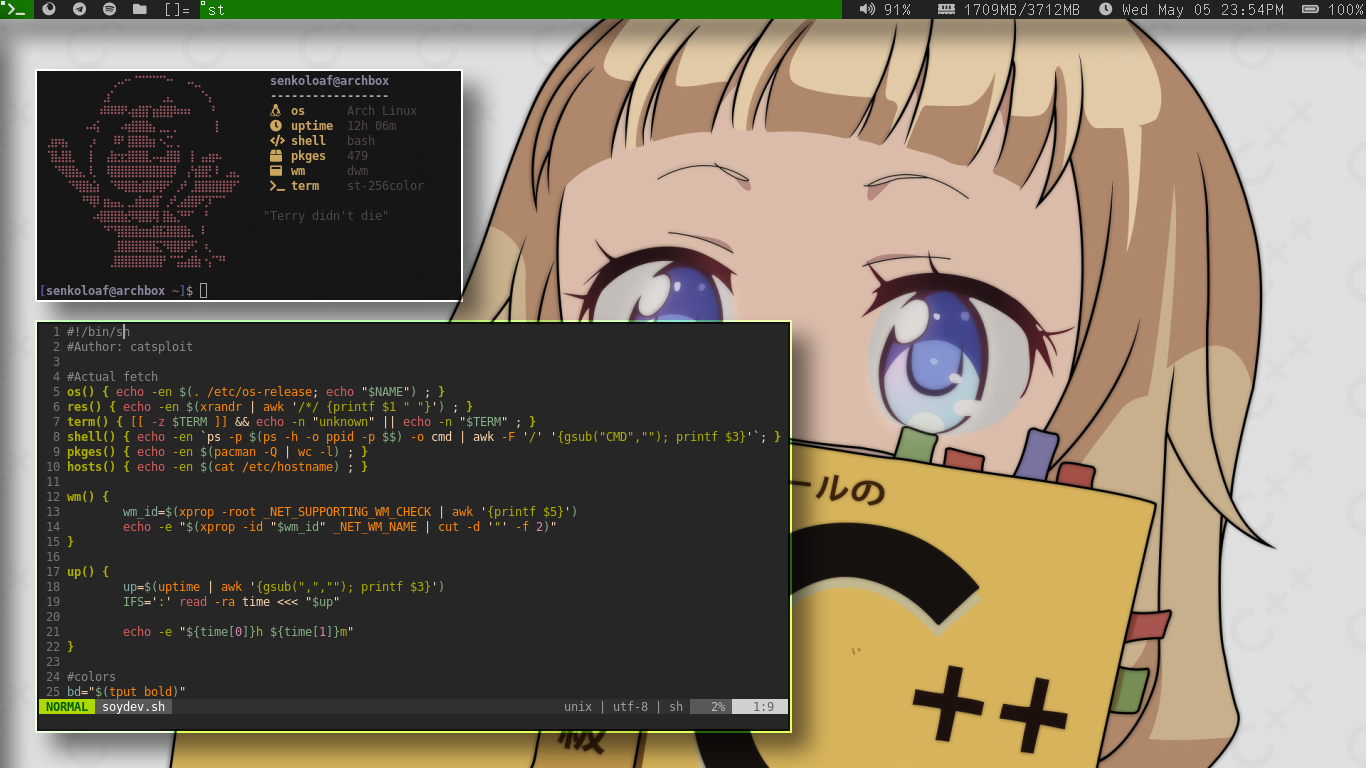 []= st 91% 1709MB/3712MB Wed May 05 23:54PM 100%
senkoloaf@archbox
-----------------
os Arch Linux
uptime 12h 06m
shell bash
pkges 479
wm dwm
term st-256color
"Terry didn't die"
[senkoloaf@archbox ~]$
1 #!/bin/sh
2 #Author: catsploit
3
4 #Actual fetch
5 os() { echo -en $(. /etc/os-release; echo "$NAME") ; }
6 res() { echo -en $(xrandr | awk '/*/ {printf $1 " "}') ; }
7 term() { [[ -z $TERM ]] && echo -n "unknown" || echo -n "$TERM" ; }
8 shell() { echo -en `ps -p $(ps -h -o ppid -p $$) -o cmd | awk -F '/' '{gsub("CMD",""); printf $3}'`; }
9 pkges() { echo -en $(pacman -Q | wc -l) ; }
10 hosts() { echo -en $(cat /etc/hostname) ; }
11
12 wm() {
13 wm_id=$(xprop -root _NET_SUPPORTING_WM_CHECK | awk '{printf $5}')
14 echo -e "$(xprop -id "$wm_id" _NET_WM_NAME | cut -d '"' -f 2)"
15 }
16
17 up() {
18 up=$(uptime | awk '{gsub(",",""); printf $3}')
19 IFS=':' read -ra time <<< "$up"
20
21 echo -e "${time[0]}h ${time[1]}m"
22 }
23
24 #colors
25 bd="$(tput bold)"
NORMAL soydev.sh unix | utf-8 | sh 2% 1:9
ールの
C
++
級